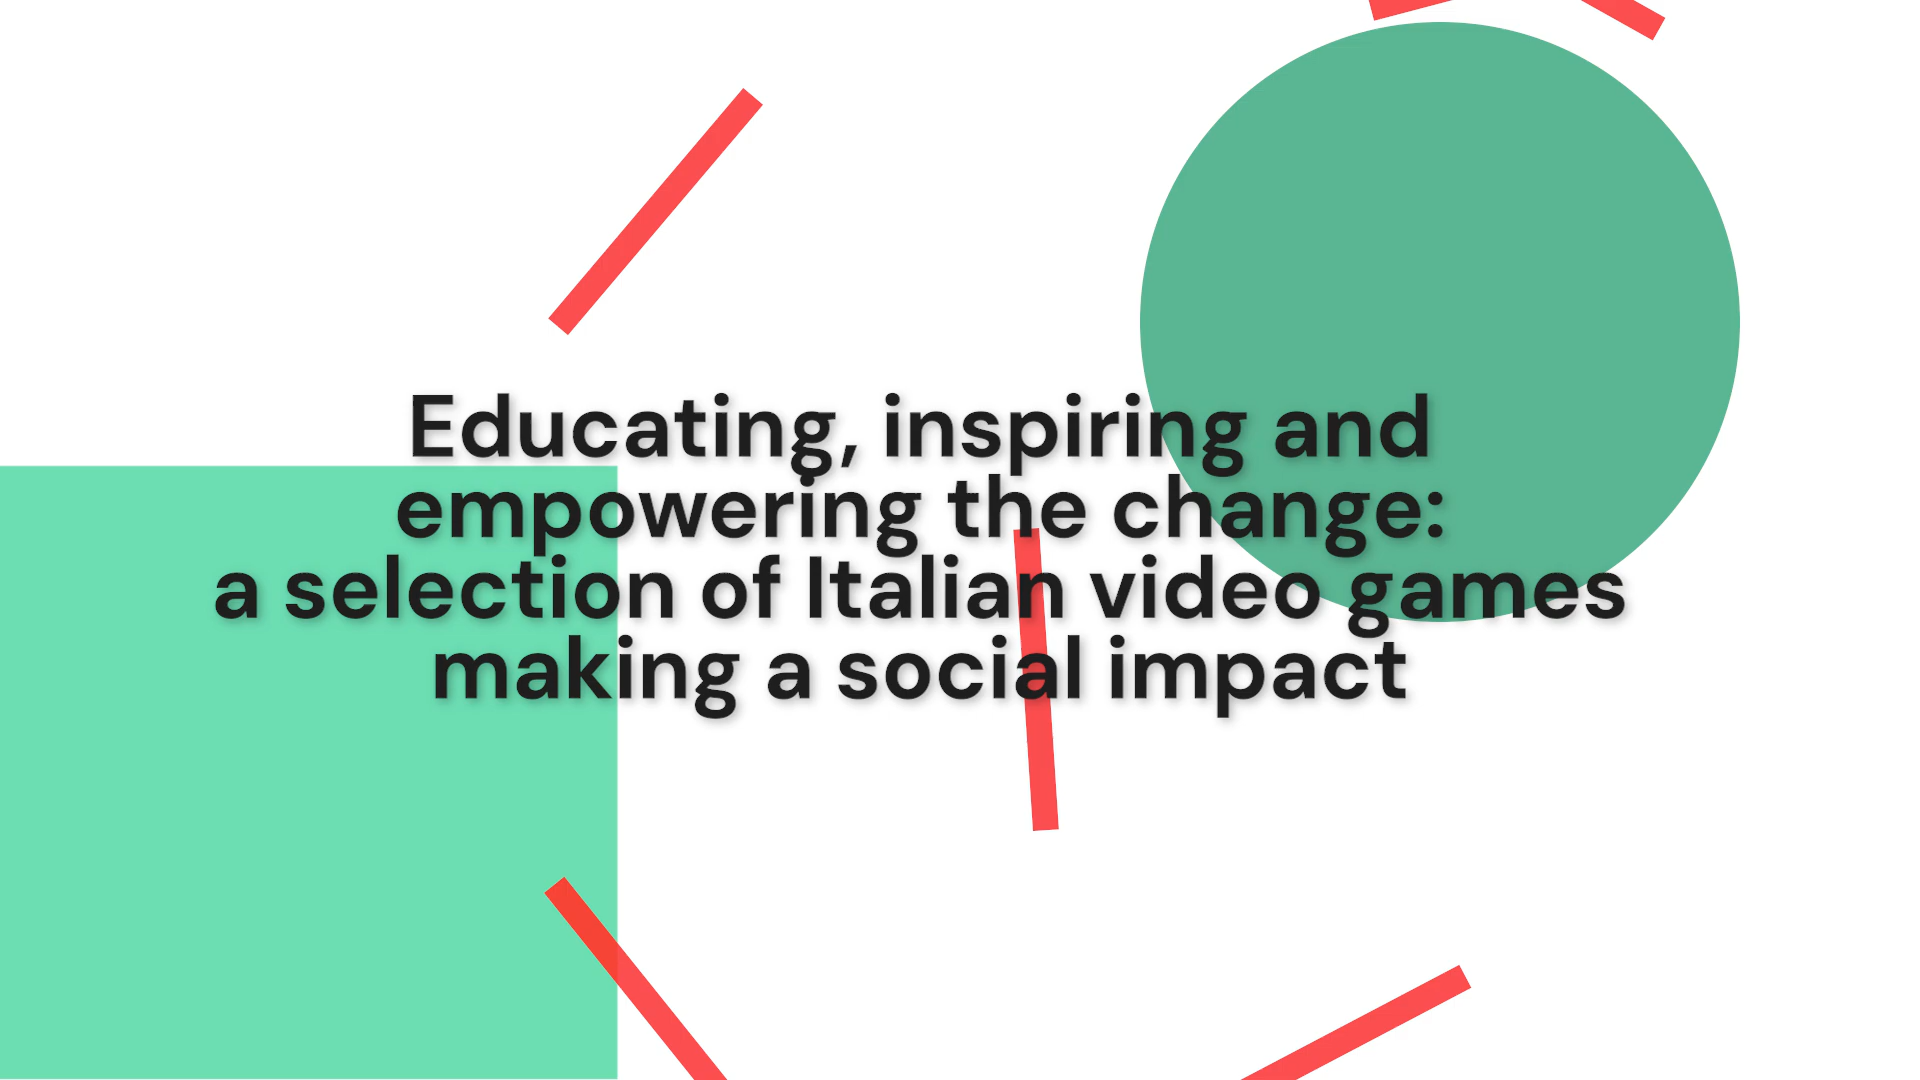 Educating, inspiring and
empowering the change:
a selection of Italian video games
making a social impact